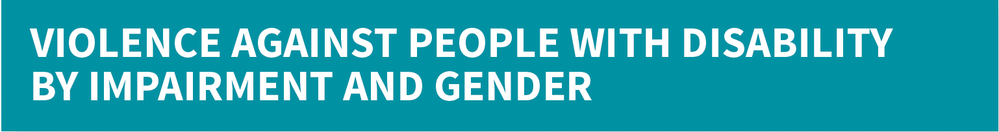 VIOLENCE AGAINST PEOPLE WITH DISABILITY
BY IMPAIRMENT AND GENDER